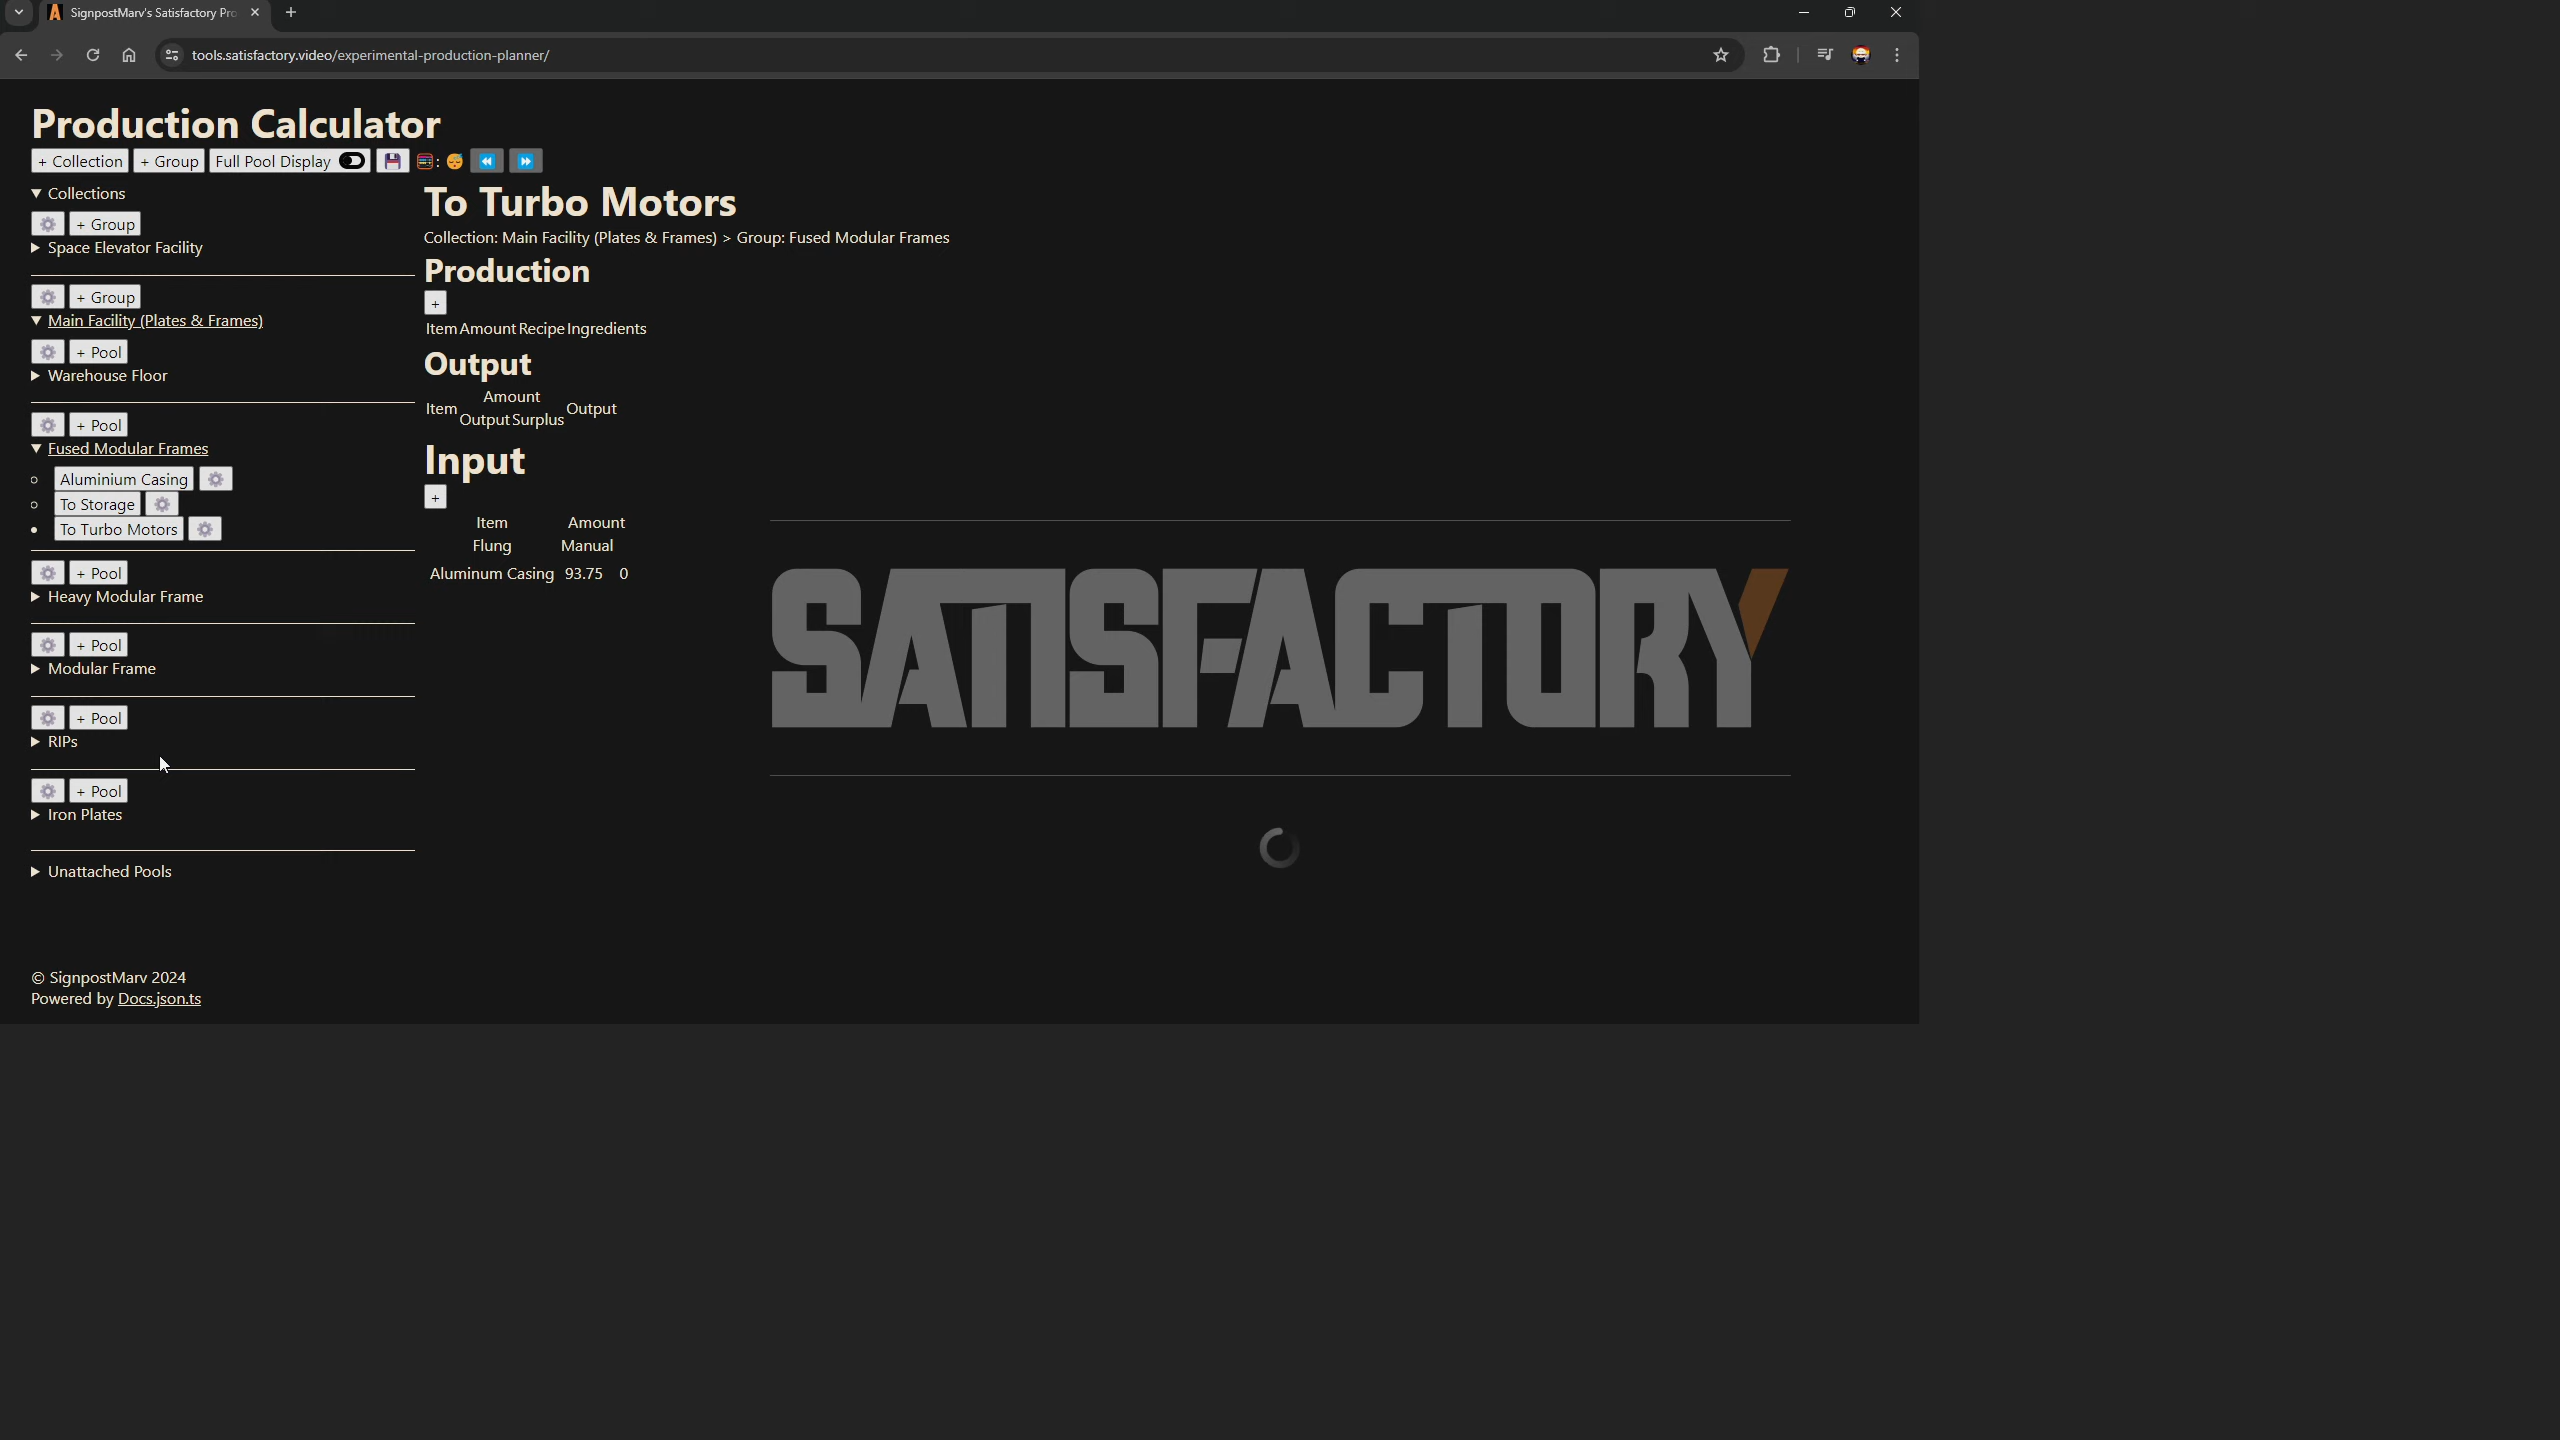 SignpostMarv's Satisfactory Pro
tools.satisfactory.video/experimental-production-planner/
Production Calculator
+ Collection + Group Full Pool Display 💾 🧮: 😴 ⏪ ⏩
▼ Collections
⚙️ + Group
▶ Space Elevator Facility
⚙️ + Group
▼ Main Facility (Plates & Frames)
⚙️ + Pool
▶ Warehouse Floor
⚙️ + Pool
▼ Fused Modular Frames
Aluminium Casing ⚙️
To Storage ⚙️
To Turbo Motors ⚙️
⚙️ + Pool
▶ Heavy Modular Frame
⚙️ + Pool
▶ Modular Frame
⚙️ + Pool
▶ RIPs
⚙️ + Pool
▶ Iron Plates
▶ Unattached Pools
To Turbo Motors
Collection: Main Facility (Plates & Frames) > Group: Fused Modular Frames
Production
+
Item Amount Recipe Ingredients
Output
Item Amount Output
Output Surplus
Input
+
Item Amount
Flung Manual
Aluminum Casing 93.75 0
SATISFACTORY
© SignpostMarv 2024
Powered by Docs.json.ts